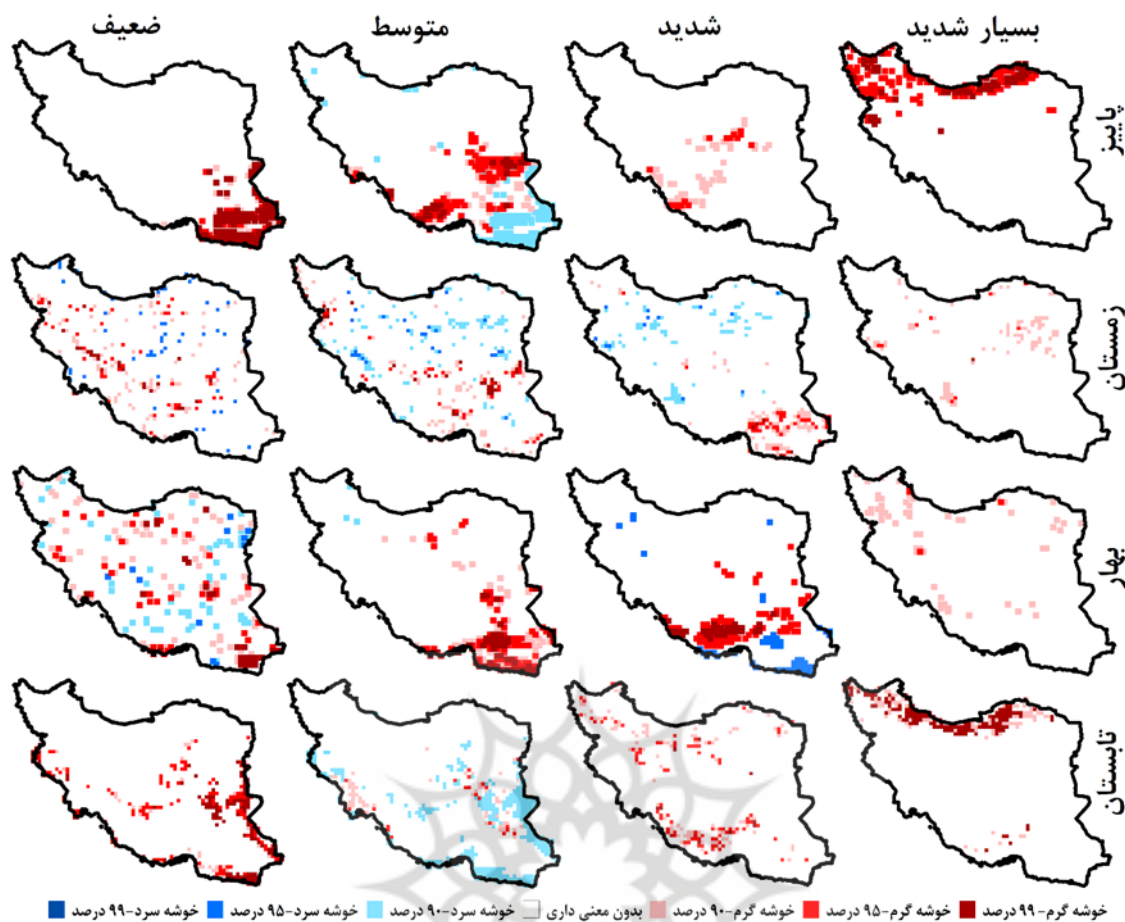 بسیار شدید شدید متوسط ضعیف
پاییز
زمستان
بهار
تابستان
خوشه گرم-۹۹ درصد خوشه گرم-۹۵ درصد خوشه گرم-۹۰ درصد بدون معنی داری خوشه سرد-۹۰ درصد خوشه سرد-۹۵ درصد خوشه سرد-۹۹ درصد